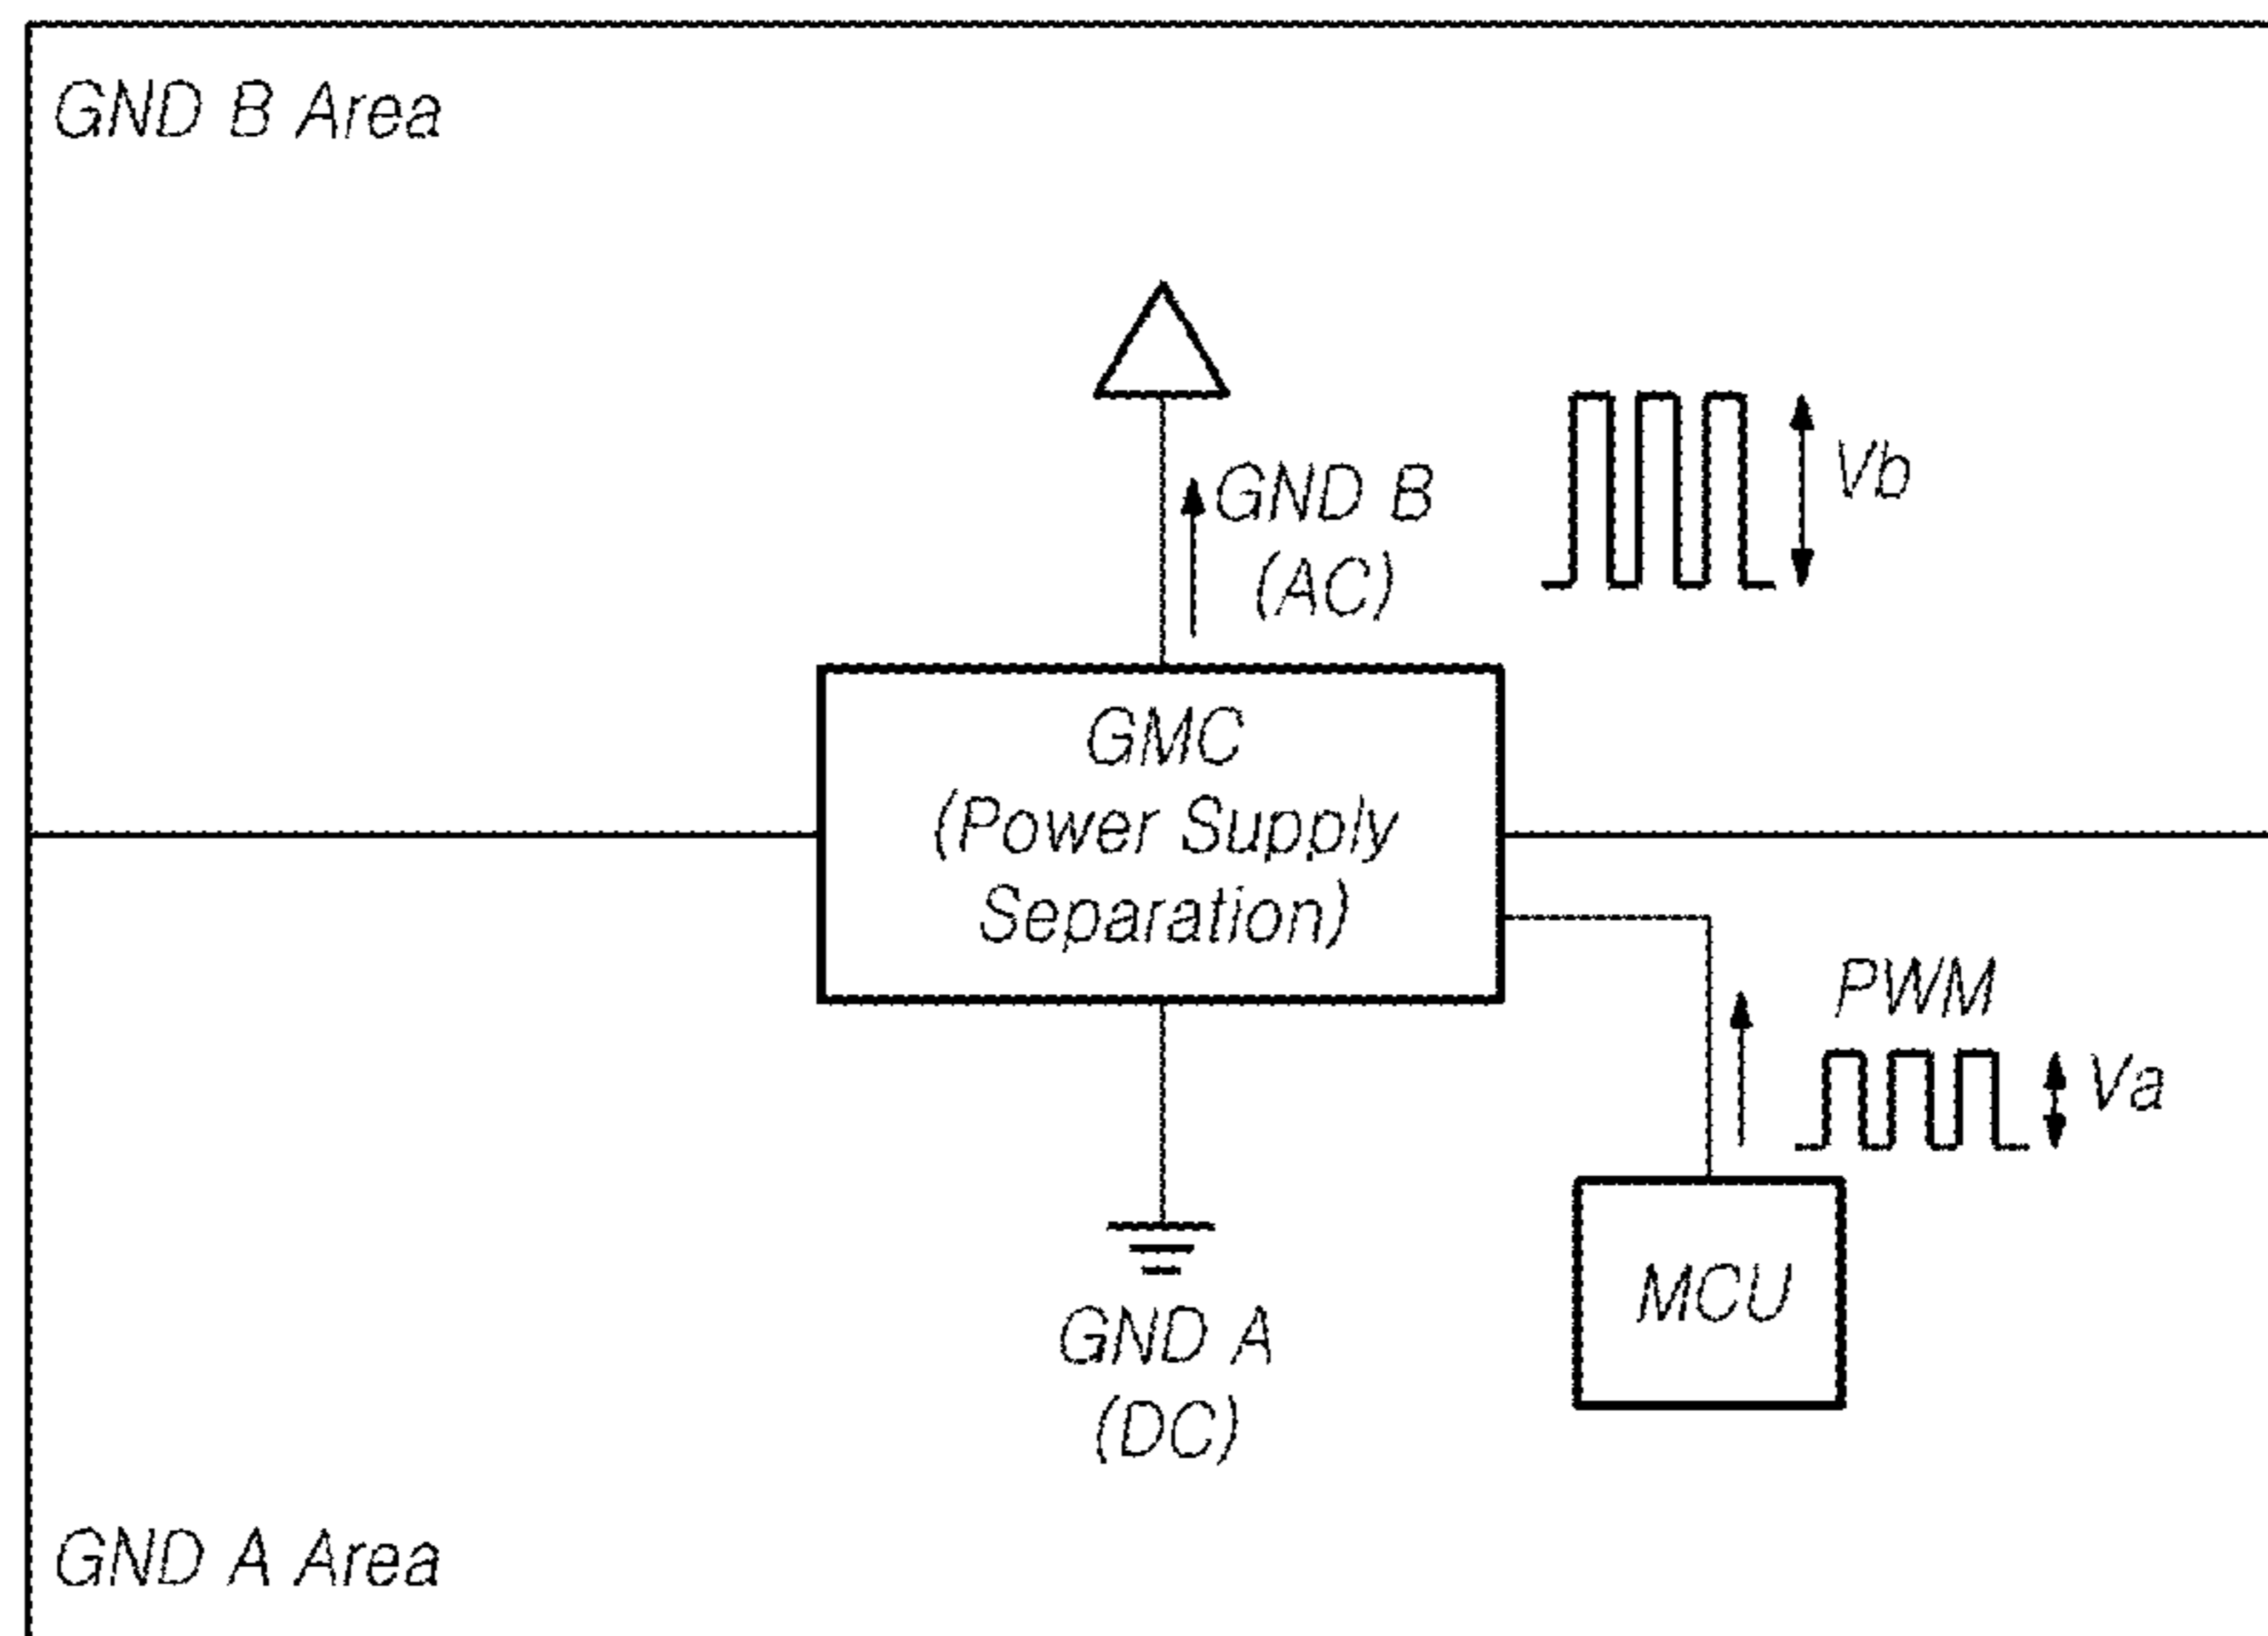 GND B Area
Vb
GND B
(AC)
GMC
(Power Supply
Separation)
PWM
Va
MCU
GND A
(DC)
GND A Area